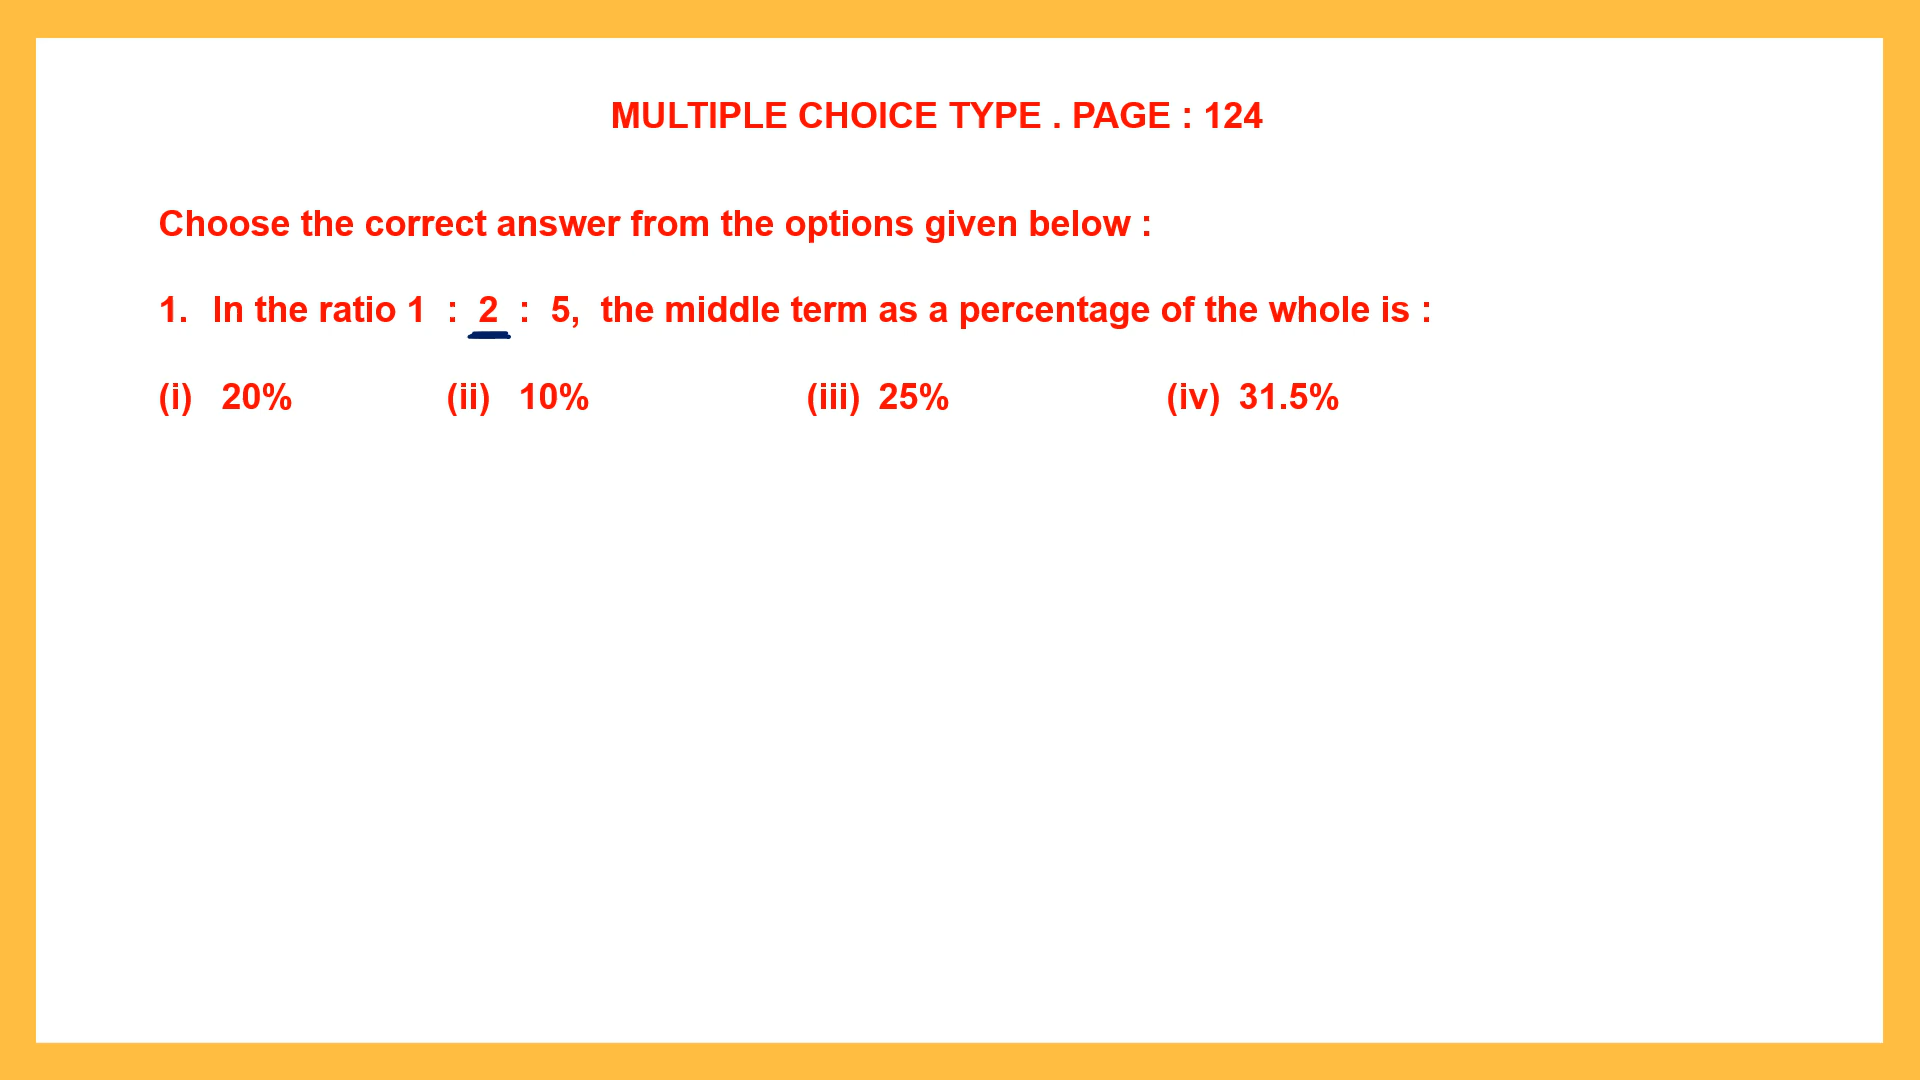 MULTIPLE CHOICE TYPE . PAGE : 124
Choose the correct answer from the options given below :
1. In the ratio 1 : 2 : 5, the middle term as a percentage of the whole is :
(i) 20% (ii) 10% (iii) 25% (iv) 31.5%